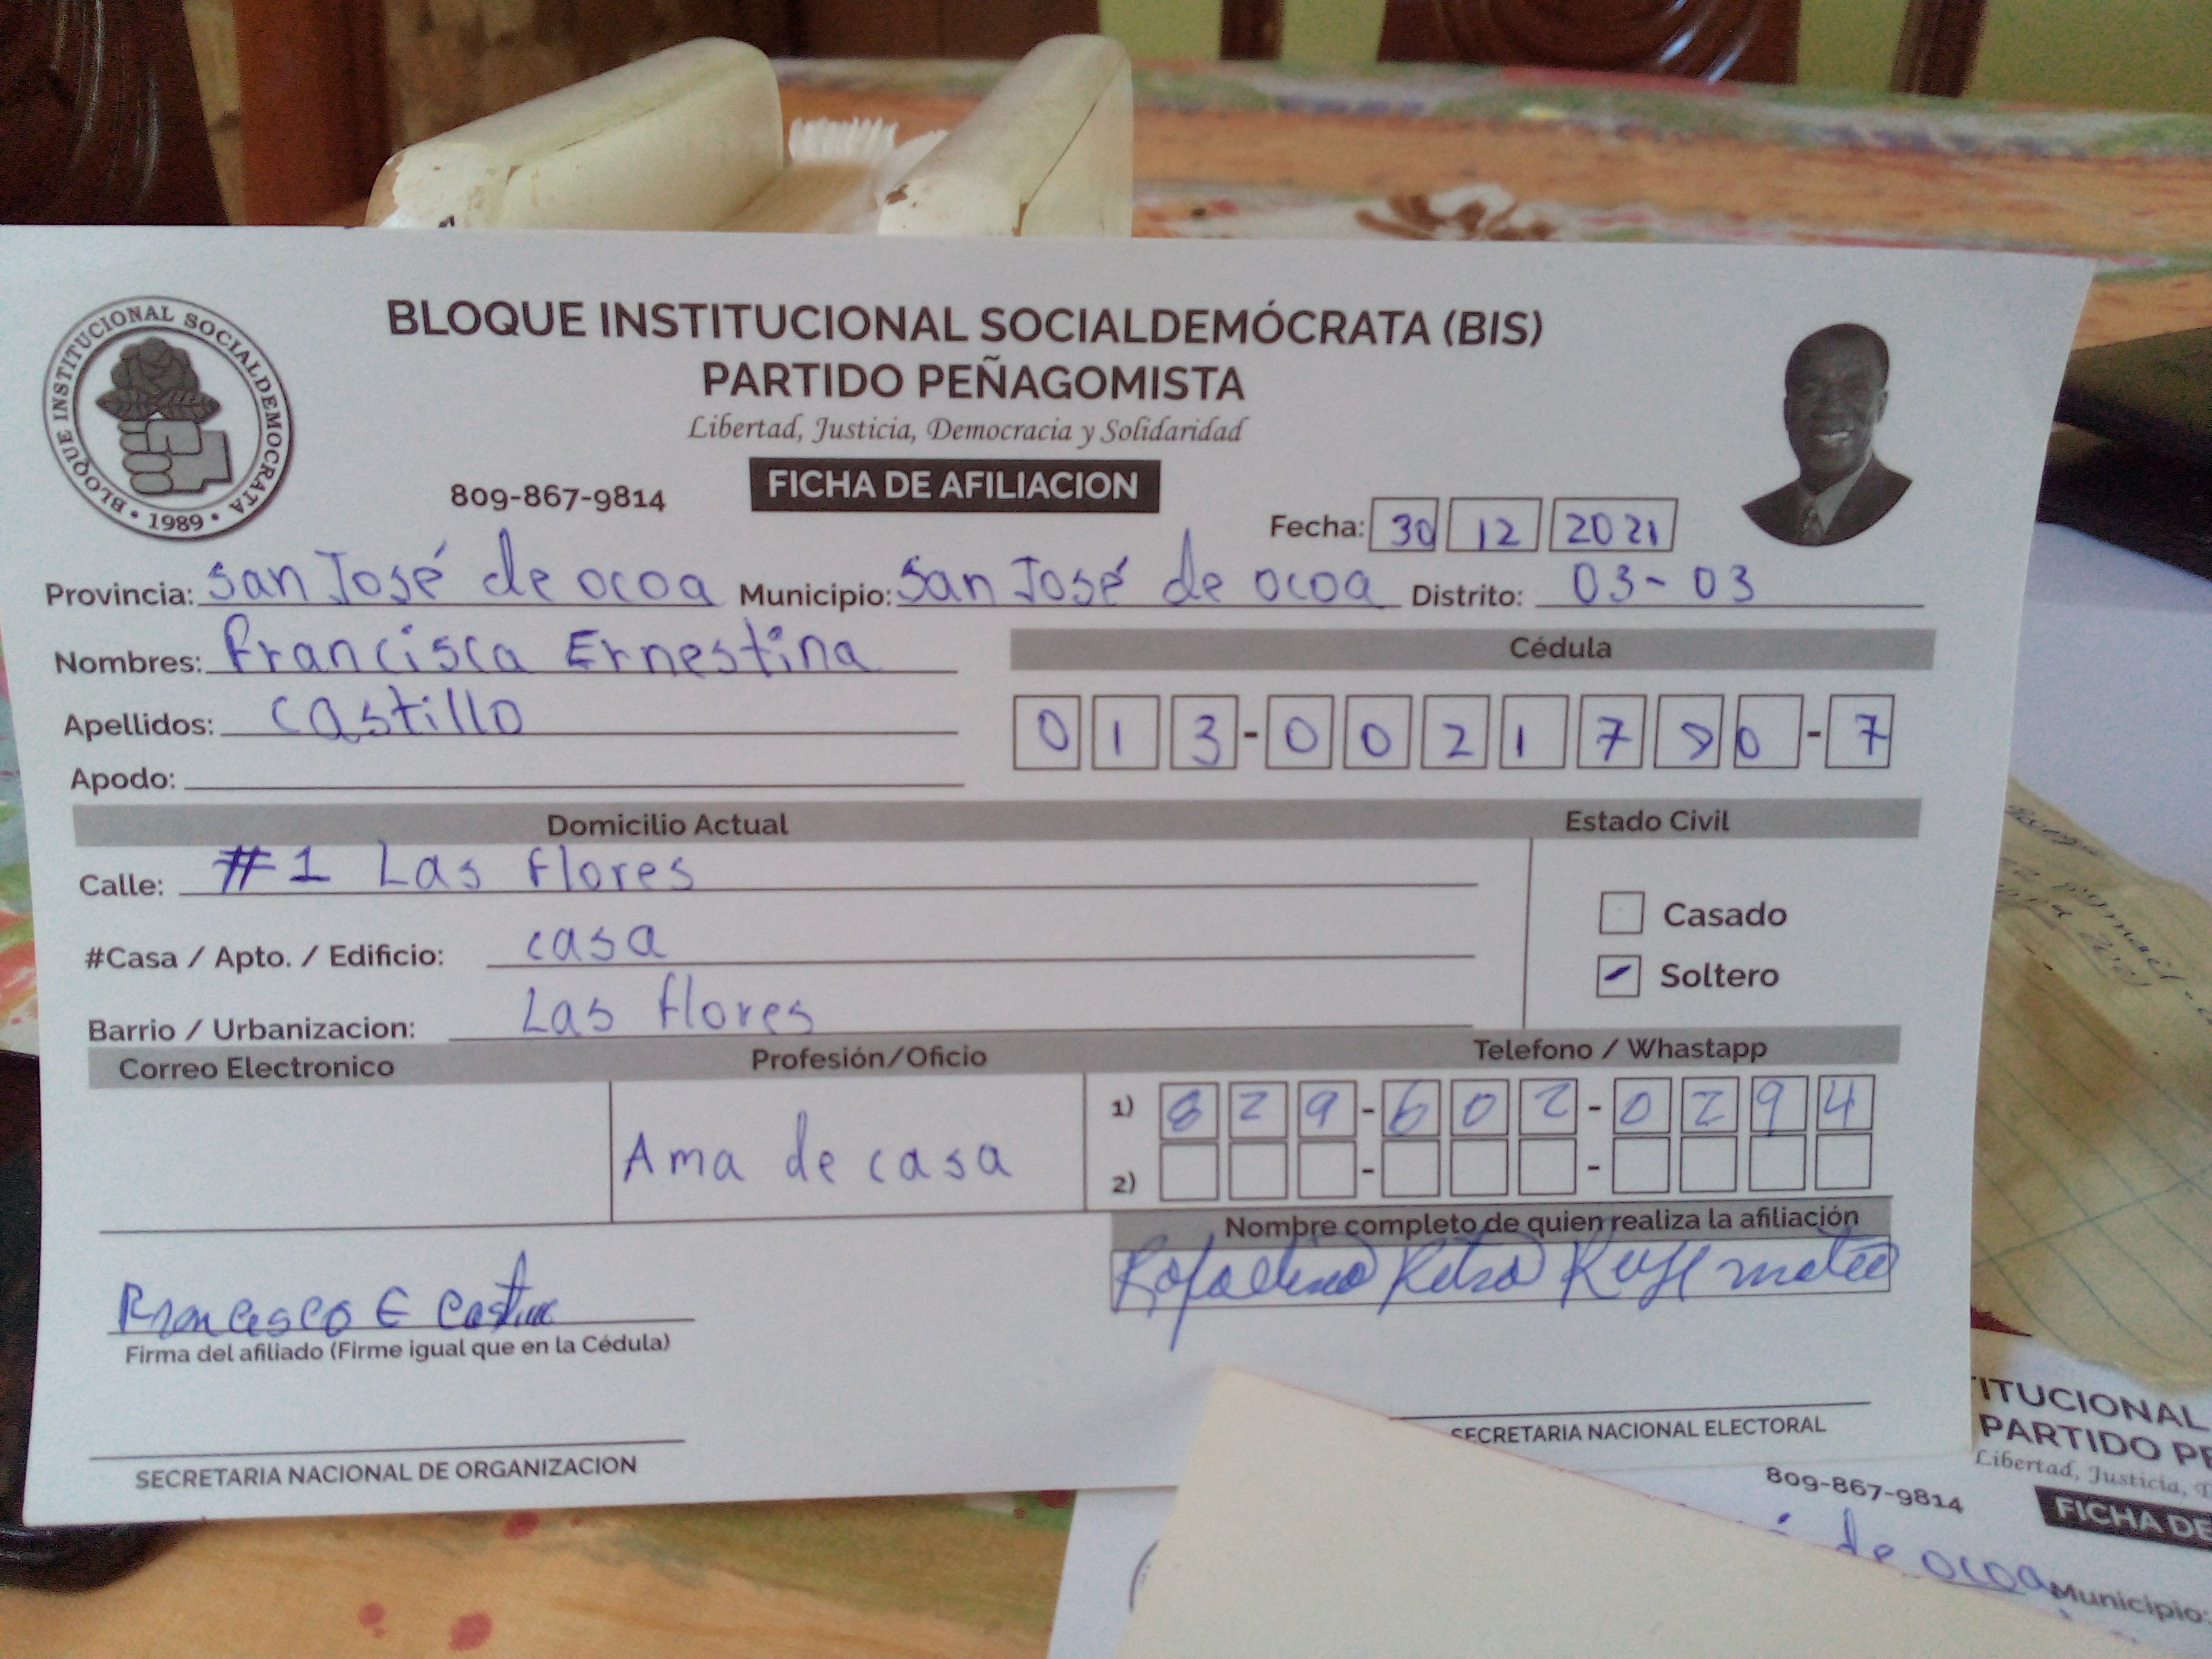 BLOQUE INSTITUCIONAL SOCIALDEMOCRATA • 1989 •
BLOQUE INSTITUCIONAL SOCIALDEMÓCRATA (BIS)
PARTIDO PEÑAGOMISTA
Libertad, Justicia, Democracia y Solidaridad
809-867-9814
FICHA DE AFILIACION
Fecha: 30 12 2021
Provincia: San José de ocoa Municipio: San José de ocoa Distrito: 03-03
Nombres: Francisca Ernestina
Cédula
Apellidos: Castillo
013-0021780-7
Apodo:
Domicilio Actual
Estado Civil
Calle: #1 Las flores
Casado
#Casa / Apto. / Edificio: casa
Soltero
Barrio / Urbanizacion: Las flores
Correo Electronico
Profesión/Oficio
Telefono / Whastapp
Ama de casa
1) 829-602-0294
2)
Nombre completo de quien realiza la afiliación
E
Firma del afiliado (Firme igual que en la Cédula)
SECRETARIA NACIONAL DE ORGANIZACION
SECRETARIA NACIONAL ELECTORAL
ITUCIONAL
PARTIDO PE
Libertad, Justicia, D
809-867-9814
FICHA DE
de ocoa Municipio: